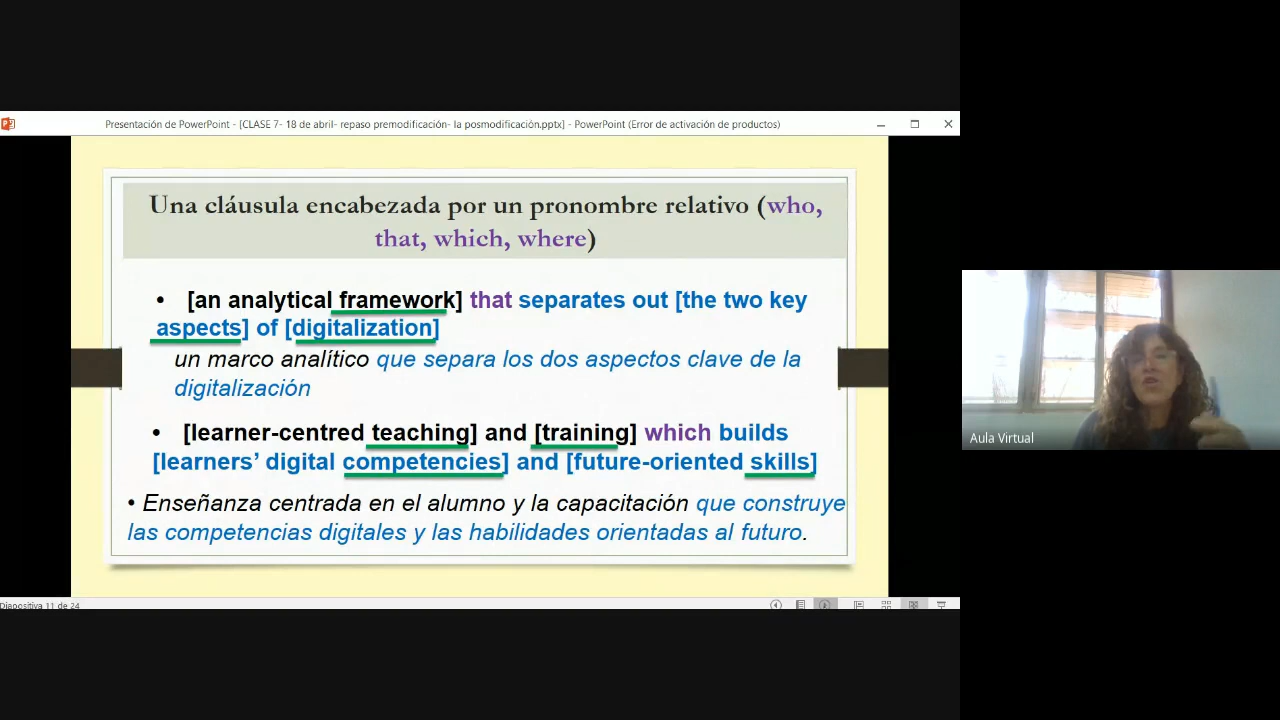 Presentación de PowerPoint - [CLASE 7- 18 de abril- repaso premodificación- la posmodificación.pptx] - PowerPoint (Error de activación de productos)
Una cláusula encabezada por un pronombre relativo (who,
that, which, where)
• [an analytical framework] that separates out [the two key
aspects] of [digitalization]
un marco analítico que separa los dos aspectos clave de la
digitalización
• [learner-centred teaching] and [training] which builds
[learners’ digital competencies] and [future-oriented skills]
• Enseñanza centrada en el alumno y la capacitación que construye
las competencias digitales y las habilidades orientadas al futuro.
Diapositiva 11 de 24
Aula Virtual